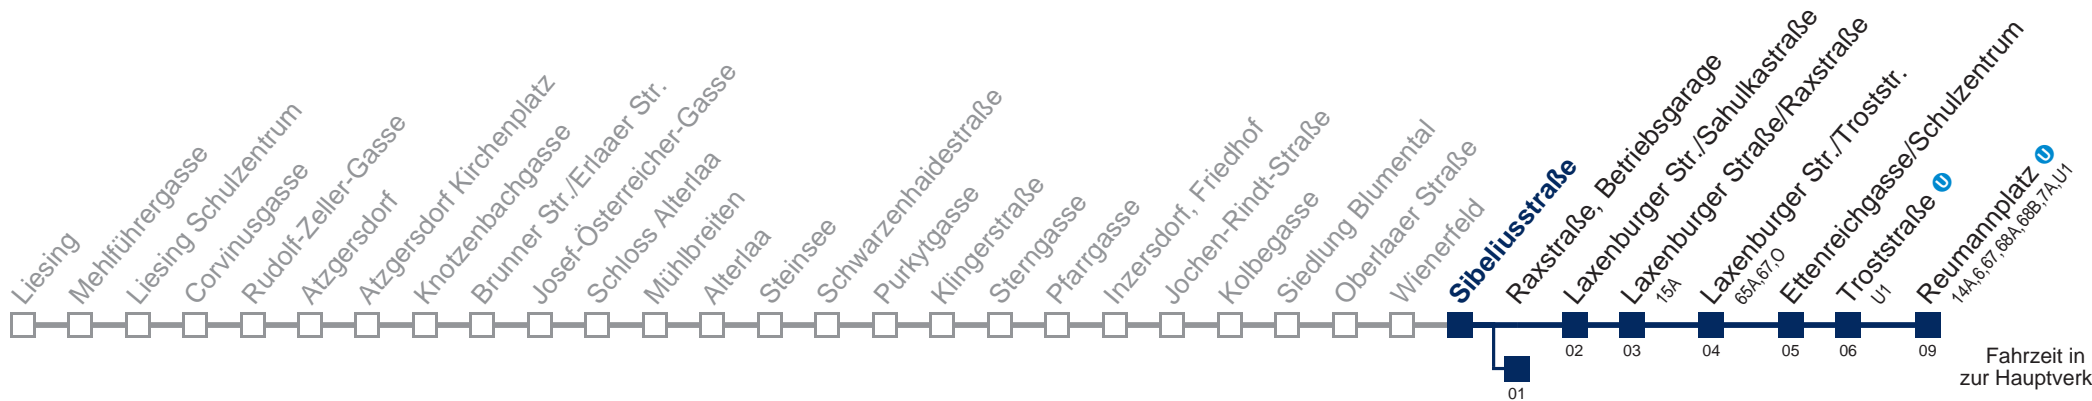 Liesing
Mehlführergasse
Liesing Schulzentrum
Corvinusgasse
Rudolf-Zeller-Gasse
Atzgersdorf
Atzgersdorf Kirchenplatz
Knotzenbachgasse
Brunner Str./Erlaaer Str.
Josef-Österreicher-Gasse
Schloss Alterlaa
Mühlbreiten
Alterlaa
Steinsee
Schwarzenhaidestraße
Purkytgasse
Klingerstraße
Sterngasse
Pfarrgasse
Inzersdorf, Friedhof
Jochen-Rindt-Straße
Kolbegasse
Siedlung Blumental
Oberlaaer Straße
Wienerfeld
Sibeliusstraße
Raxstraße, Betriebsgarage
Laxenburger Str./Sahulkastraße
Laxenburger Straße/Raxstraße
15A
Laxenburger Str./Troststr.
65A,67,O
Ettenreichgasse/Schulzentrum
Troststraße U
U1
Reumannplatz U
14A,6,67,68A,68B,7A,U1
02 03 04 05 06 09
01
Fahrzeit in
zur Hauptverk